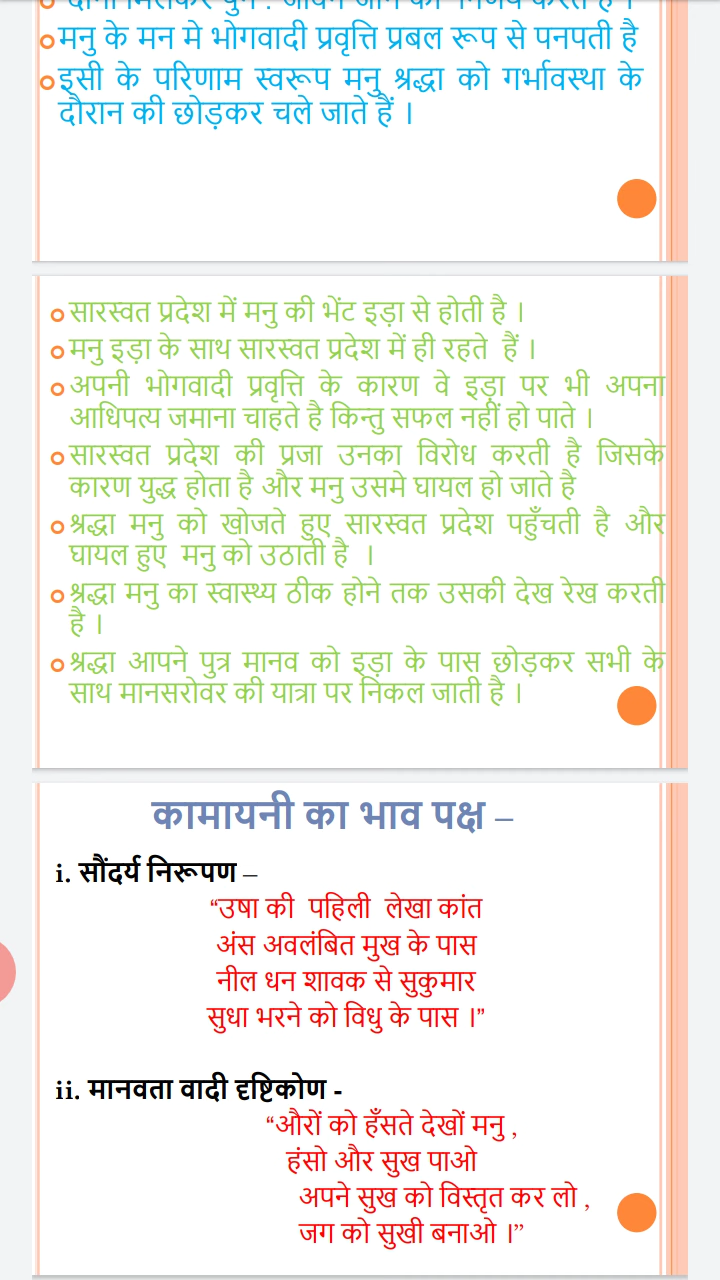 दोनों मिलकर पुन : जीवन जीने का निर्णय करते हैं ।
मनु के मन मे भोगवादी प्रवृत्ति प्रबल रूप से पनपती है
इसी के परिणाम स्वरूप मनु श्रद्धा को गर्भावस्था के
दौरान की छोड़कर चले जाते हैं ।
सारस्वत प्रदेश में मनु की भेंट इड़ा से होती है ।
मनु इड़ा के साथ सारस्वत प्रदेश में ही रहते हैं ।
अपनी भोगवादी प्रवृत्ति के कारण वे इड़ा पर भी अपना
आधिपत्य जमाना चाहते है किन्तु सफल नहीं हो पाते ।
सारस्वत प्रदेश की प्रजा उनका विरोध करती है जिसके
कारण युद्ध होता है और मनु उसमे घायल हो जाते है
श्रद्धा मनु को खोजते हुए सारस्वत प्रदेश पहुँचती है और
घायल हुए मनु को उठाती है ।
श्रद्धा मनु का स्वास्थ्य ठीक होने तक उसकी देख रेख करती
है ।
श्रद्धा आपने पुत्र मानव को इड़ा के पास छोड़कर सभी के
साथ मानसरोवर की यात्रा पर निकल जाती है ।
कामायनी का भाव पक्ष –
i. सौंदर्य निरूपण –
“उषा की पहिली लेखा कांत
अंस अवलंबित मुख के पास
नील धन शावक से सुकुमार
सुधा भरने को विधु के पास ।”
ii. मानवता वादी दृष्टिकोण -
“औरों को हँसते देखों मनु ,
हंसो और सुख पाओ
अपने सुख को विस्तृत कर लो ,
जग को सुखी बनाओ ।”